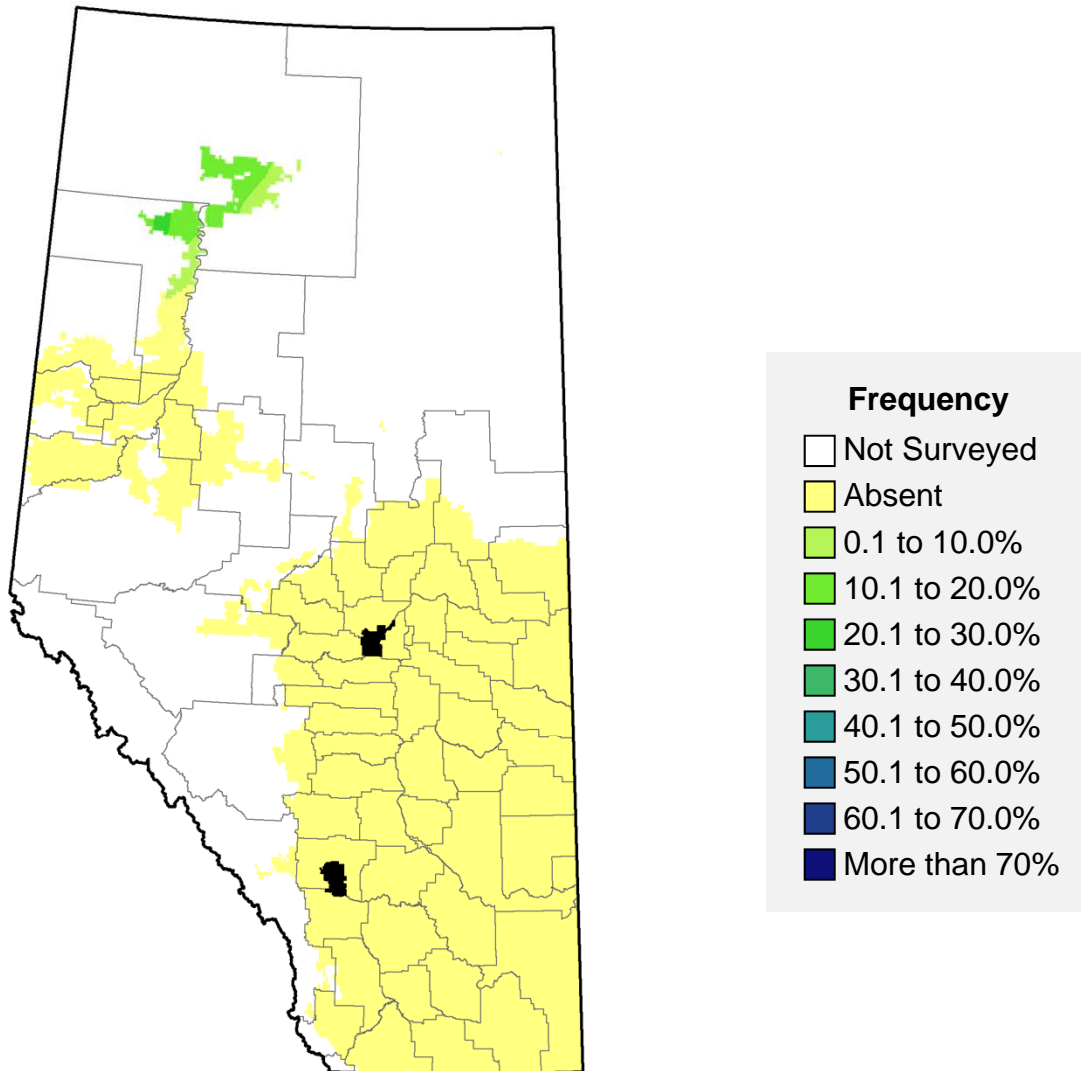 Frequency
Not Surveyed
Absent
0.1 to 10.0%
10.1 to 20.0%
20.1 to 30.0%
30.1 to 40.0%
40.1 to 50.0%
50.1 to 60.0%
60.1 to 70.0%
More than 70%